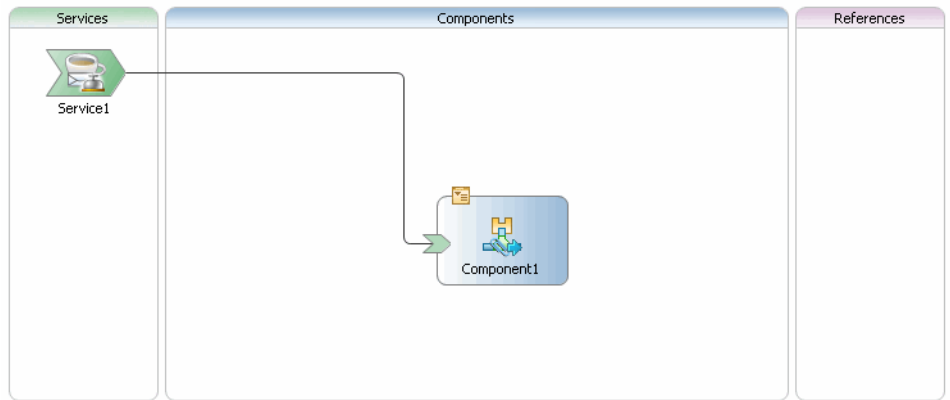 Services
Components
References
Service1
Component1